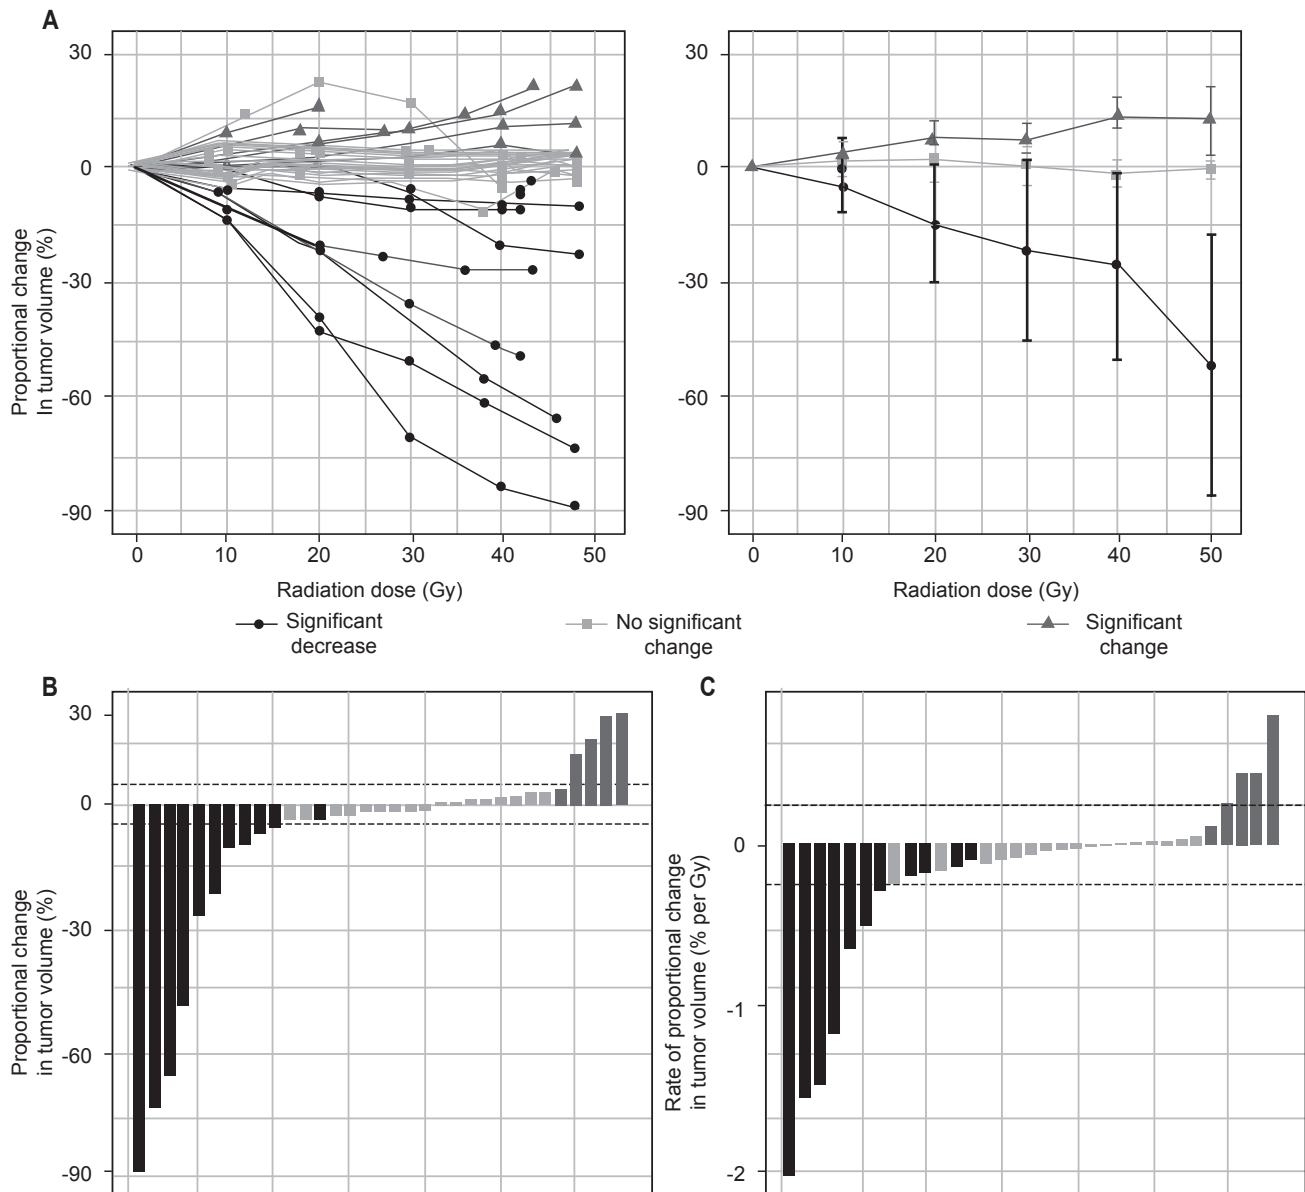 A
30
0
-30
-60
-90
Proportional change
In tumor volume (%)
0 10 20 30 40 50
Radiation dose (Gy)
30
0
-30
-60
-90
0 10 20 30 40 50
Radiation dose (Gy)
Significant
decrease
No significant
change
Significant
change
B
30
0
-30
-60
-90
Proportional change
in tumor volume (%)
C
0
-1
-2
Rate of proportional change
in tumor volume (% per Gy)